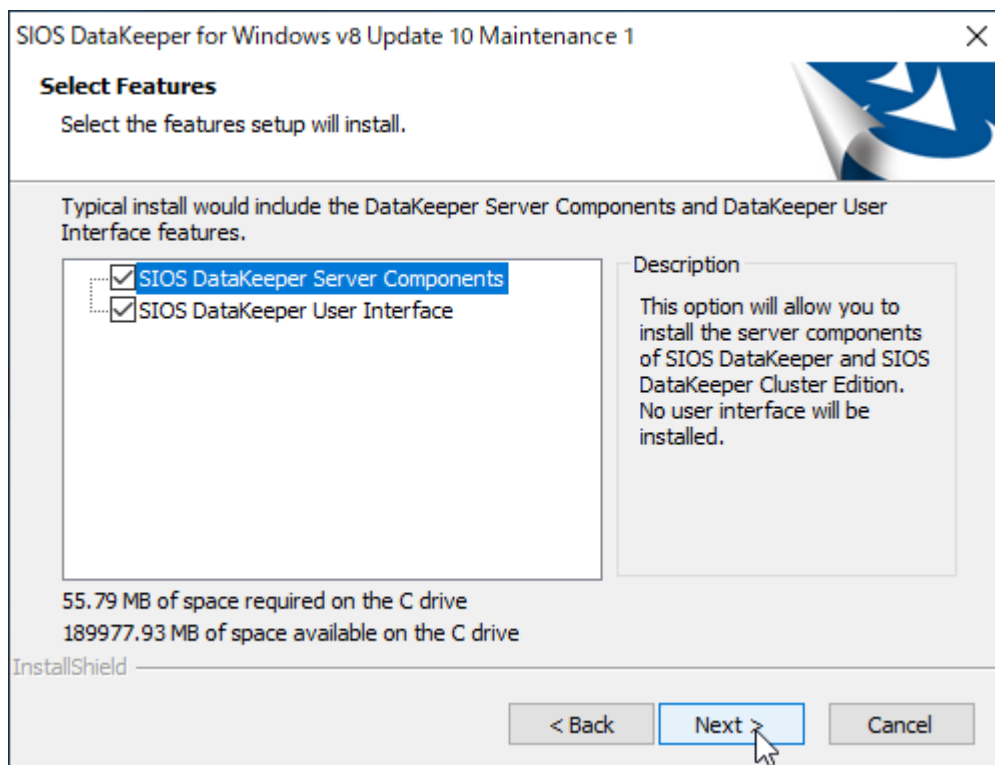 SIOS DataKeeper for Windows v8 Update 10 Maintenance 1
Select Features
Select the features setup will install.
Typical install would include the DataKeeper Server Components and DataKeeper User
Interface features.
SIOS DataKeeper Server Components
SIOS DataKeeper User Interface
Description
This option will allow you to
install the server components
of SIOS DataKeeper and SIOS
DataKeeper Cluster Edition.
No user interface will be
installed.
55.79 MB of space required on the C drive
189977.93 MB of space available on the C drive
InstallShield
< Back
Next >
Cancel